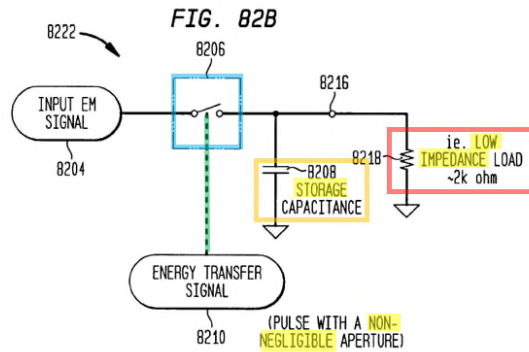 FIG. 82B
8222
8206
8216
INPUT EM
SIGNAL
8204
8208
STORAGE
CAPACITANCE
8218
ie. LOW
IMPEDANCE LOAD
~2k ohm
ENERGY TRANSFER
SIGNAL
8210
(PULSE WITH A NON-
NEGLIGIBLE APERTURE)